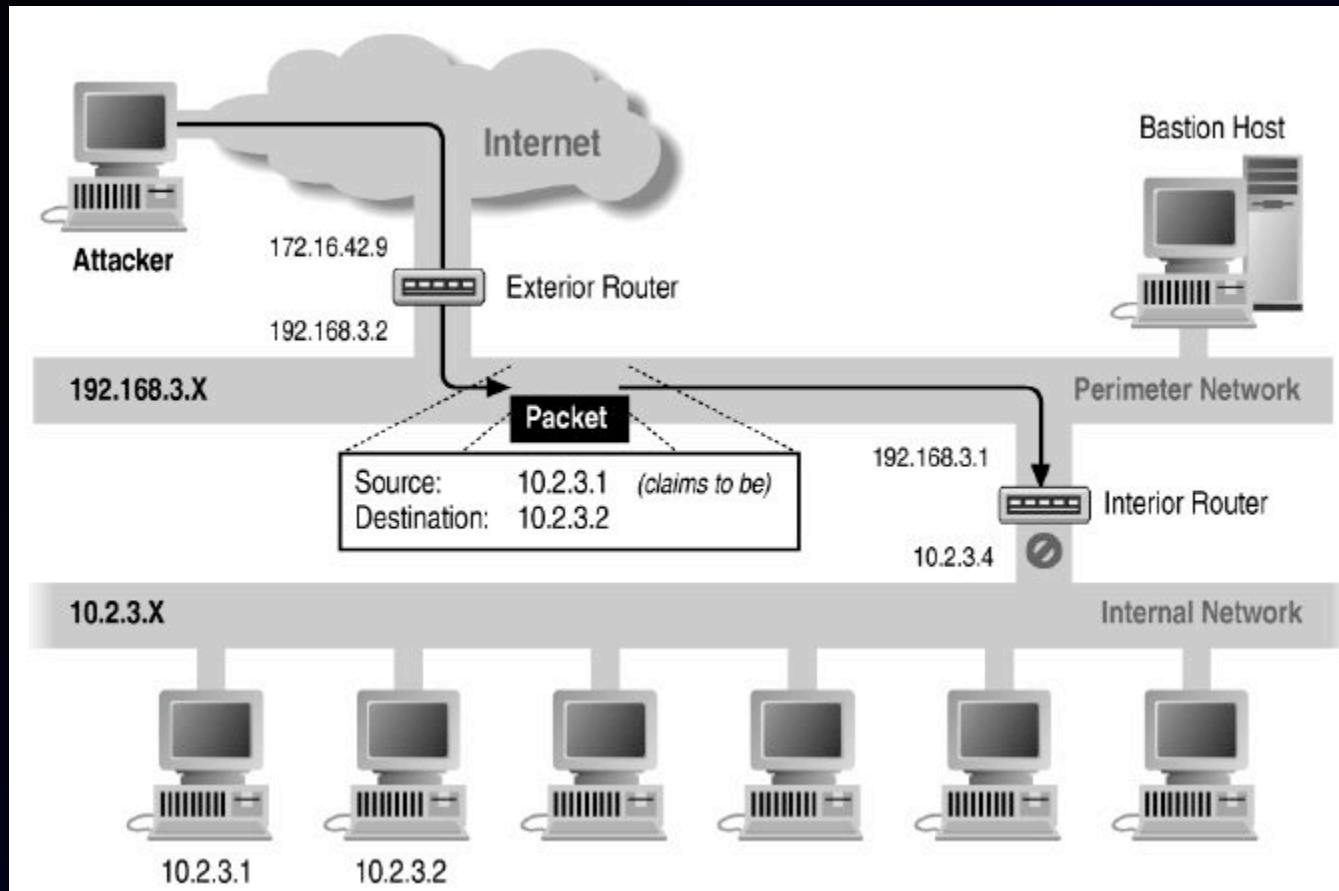 Internet
Bastion Host
Attacker
172.16.42.9
Exterior Router
192.168.3.2
192.168.3.X
Perimeter Network
Packet
Source: 10.2.3.1 (claims to be)
Destination: 10.2.3.2
192.168.3.1
Interior Router
10.2.3.4
10.2.3.X
Internal Network
10.2.3.1
10.2.3.2